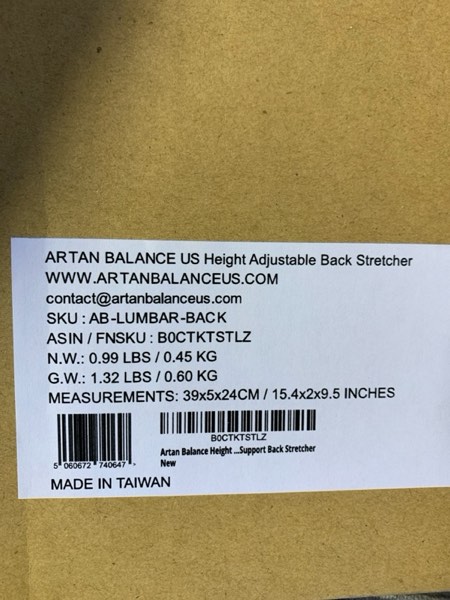 ARTAN BALANCE US Height Adjustable Back Stretcher
WWW.ARTANBALANCEUS.COM
contact@artanbalanceus.com
SKU : AB-LUMBAR-BACK
ASIN / FNSKU : B0CTKTSTLZ
N.W.: 0.99 LBS / 0.45 KG
G.W.: 1.32 LBS / 0.60 KG
MEASUREMENTS: 39x5x24CM / 15.4x2x9.5 INCHES
B0CTKTSTLZ
Artan Balance Height ...Support Back Stretcher
New
5 060672 740647
MADE IN TAIWAN